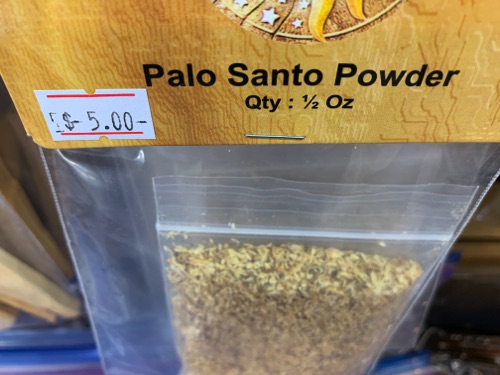 Palo Santo Powder
Qty : ½ Oz
$-5.00-